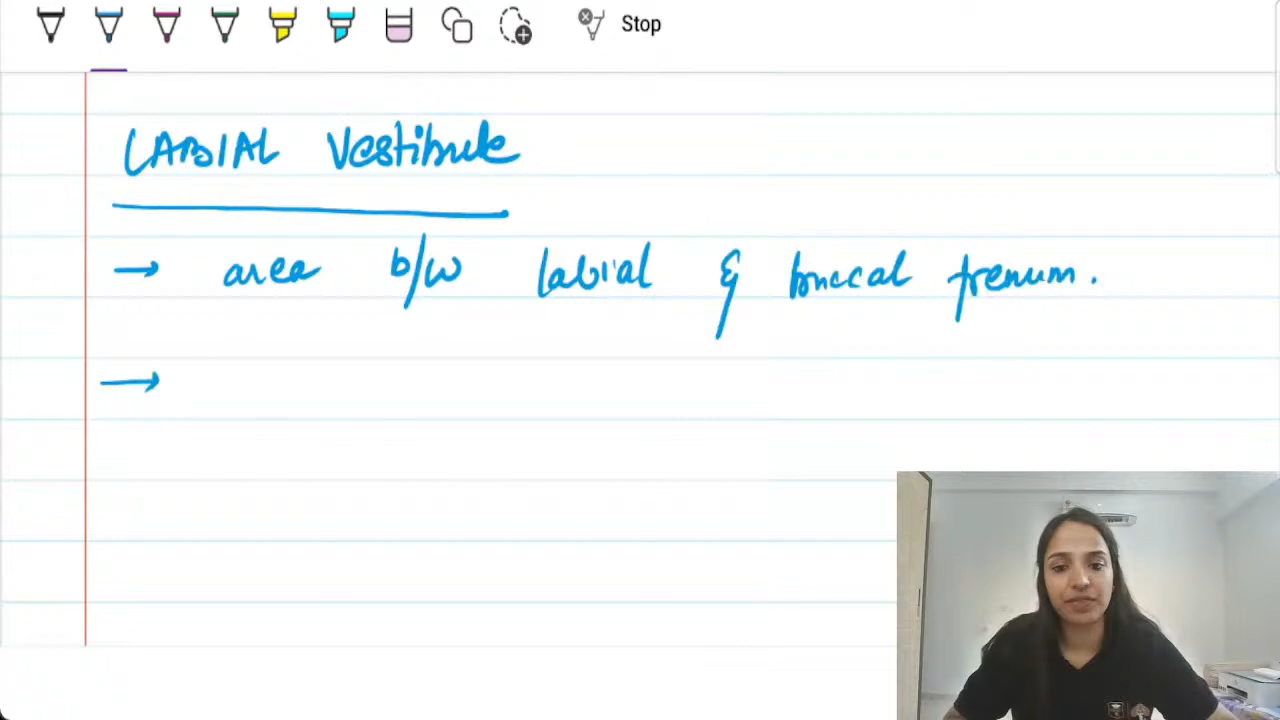 Stop
LABIAL Vestibule
→ area b/w labial & buccal frenum.
→